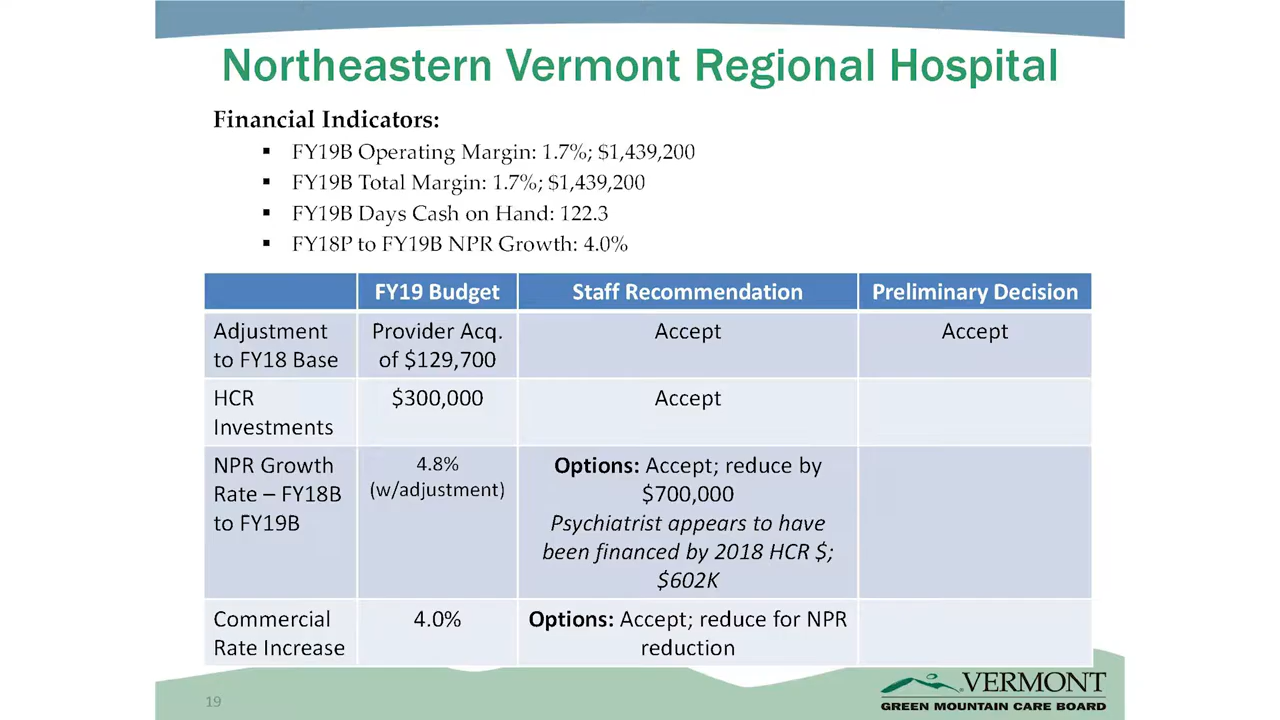 Northeastern Vermont Regional Hospital
Financial Indicators:
▪ FY19B Operating Margin: 1.7%; $1,439,200
▪ FY19B Total Margin: 1.7%; $1,439,200
▪ FY19B Days Cash on Hand: 122.3
▪ FY18P to FY19B NPR Growth: 4.0%
FY19 Budget Staff Recommendation Preliminary Decision
Adjustment
to FY18 Base
Provider Acq.
of $129,700
Accept
Accept
HCR
Investments
$300,000
Accept
NPR Growth
Rate – FY18B
to FY19B
4.8%
(w/adjustment)
Options: Accept; reduce by
$700,000
Psychiatrist appears to have
been financed by 2018 HCR $;
$602K
Commercial
Rate Increase
4.0%
Options: Accept; reduce for NPR
reduction
19
VERMONT
GREEN MOUNTAIN CARE BOARD